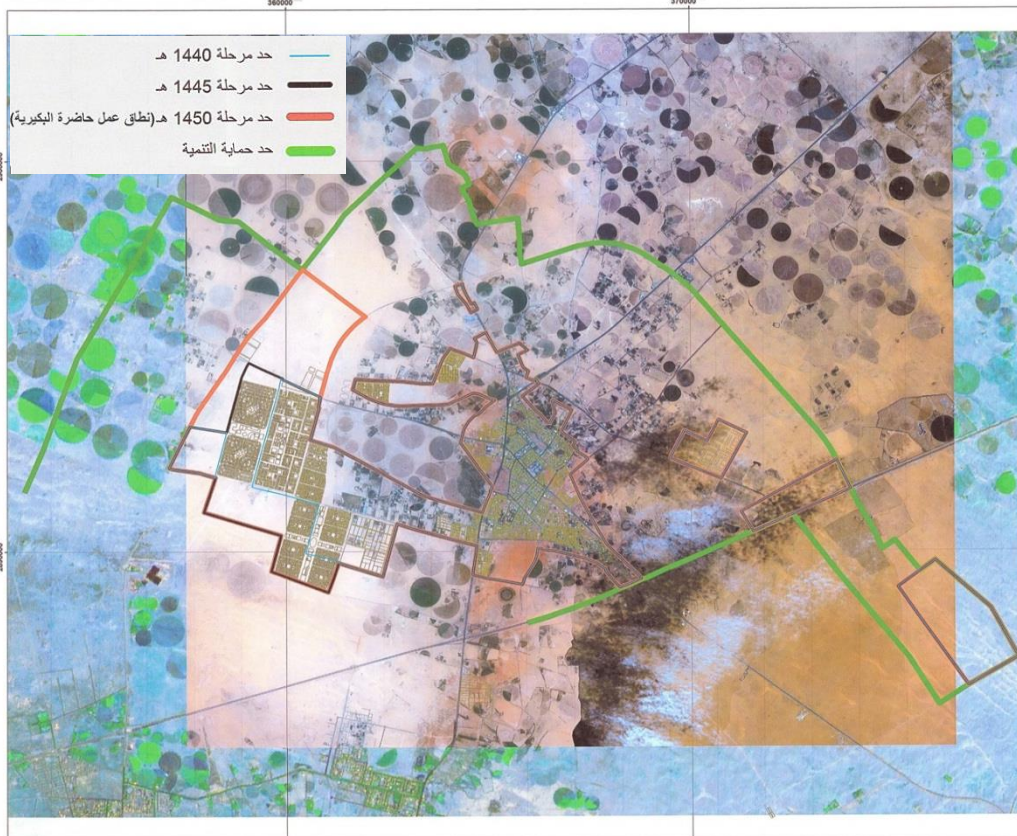 360000
370000
حد مرحلة 1440 هـ
حد مرحلة 1445 هـ
حد مرحلة 1450 هـ(نطاق عمل حاضرة البكيرية)
حد حماية التنمية